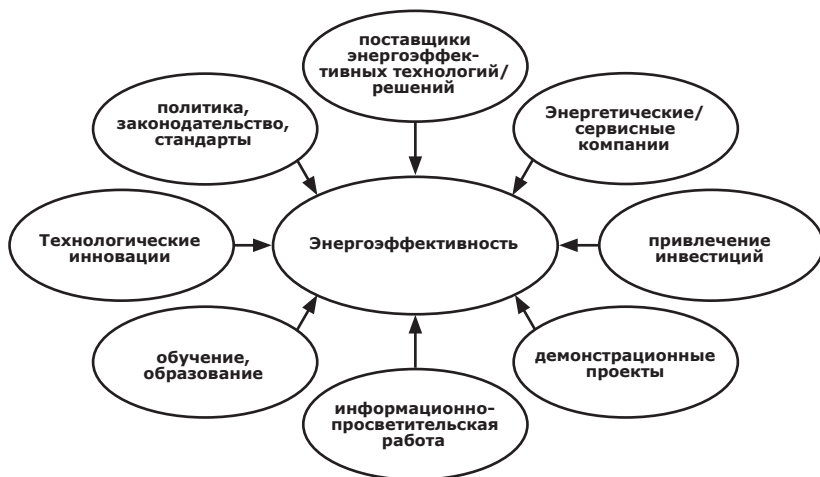 поставщики
энергоэффек-
тивных технологий/
решений
политика,
законодательство,
стандарты
Энергетические/
сервисные
компании
Технологические
инновации
Энергоэффективность
привлечение
инвестиций
обучение,
образование
демонстрационные
проекты
информационно-
просветительская
работа